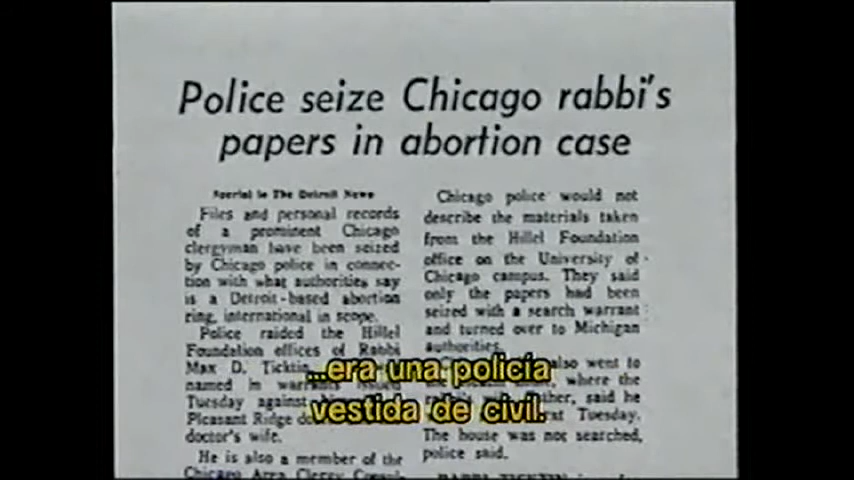 Police seize Chicago rabbi's
papers in abortion case
Special to The Detroit News
Files and personal records
of a prominent Chicago
clergyman have been seized
by Chicago police in connec-
tion with what authorities say
is a Detroit-based abortion
ring, international in scope.
Police raided the Hillel
Foundation offices of Rabbi
Max D. Ticktin,
named in warrants issued
Tuesday against
Pleasant Ridge
doctor's wife.
He is also a member of the
Chicago Area Clergy
Chicago police would not
describe the materials taken
from the Hillel Foundation
office on the University of
Chicago campus. They said
only the papers had been
seized with a search warrant
and turned over to Michigan
authorities.
also went to
where the
said he
Tuesday.
The house was not searched,
police said.
RABBI TICKTIN
...era una policía
vestida de civil.